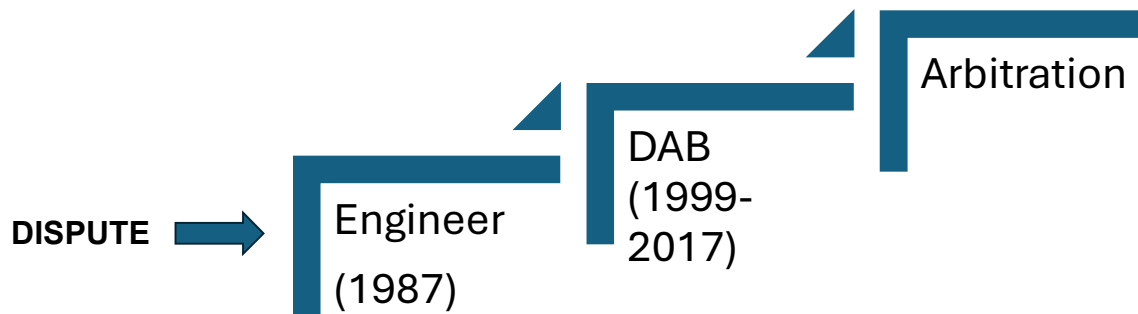 DISPUTE
Engineer
(1987)
DAB
(1999-
2017)
Arbitration